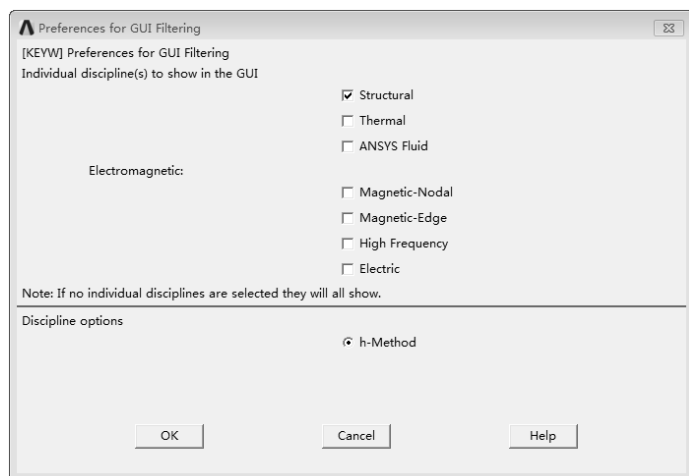 Preferences for GUI Filtering
[KEYW] Preferences for GUI Filtering
Individual discipline(s) to show in the GUI
Structural
Thermal
ANSYS Fluid
Electromagnetic:
Magnetic-Nodal
Magnetic-Edge
High Frequency
Electric
Note: If no individual disciplines are selected they will all show.
Discipline options
h-Method
OK Cancel Help